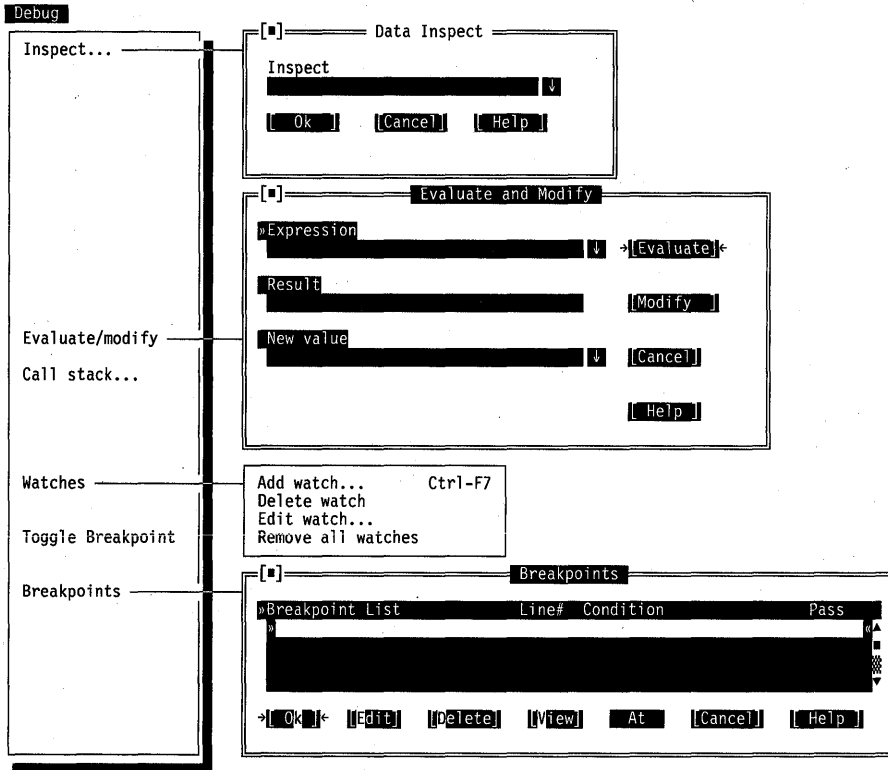 Debug
Inspect...
[■] Data Inspect
Inspect
↓
[ Ok ] [Cancel] [ Help ]
[■] Evaluate and Modify
»Expression
↓ →[Evaluate]←
Result
[Modify ]
Evaluate/modify
New value
↓ [Cancel]
Call stack...
[ Help ]
Watches
Add watch... Ctrl-F7
Delete watch
Edit watch...
Toggle Breakpoint
Remove all watches
[■] Breakpoints
Breakpoints
»Breakpoint List Line# Condition Pass
» «
→[ Ok ]← [Edit] [Delete] [View] At [Cancel] [ Help ]